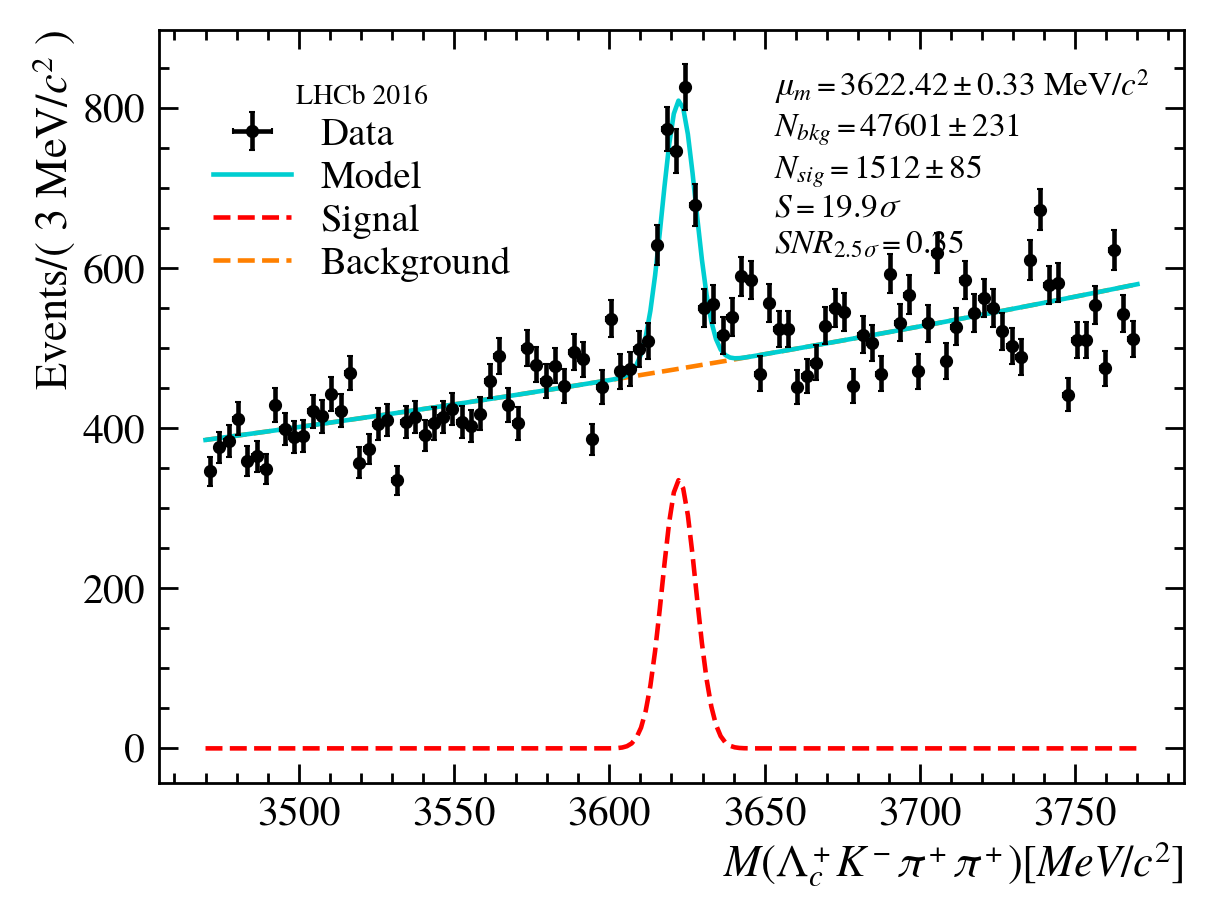 Events/( 3 MeV/c² )
800
600
400
200
0
LHCb 2016
Data
Model
Signal
Background
μₘ = 3622.42 ± 0.33 MeV/c²
N_bkg = 47601 ± 231
N_sig = 1512 ± 85
S = 19.9σ
SNR_2.5σ = 0.35
3500 3550 3600 3650 3700 3750
M(Λ_c⁺K⁻π⁺π⁺)[MeV/c²]